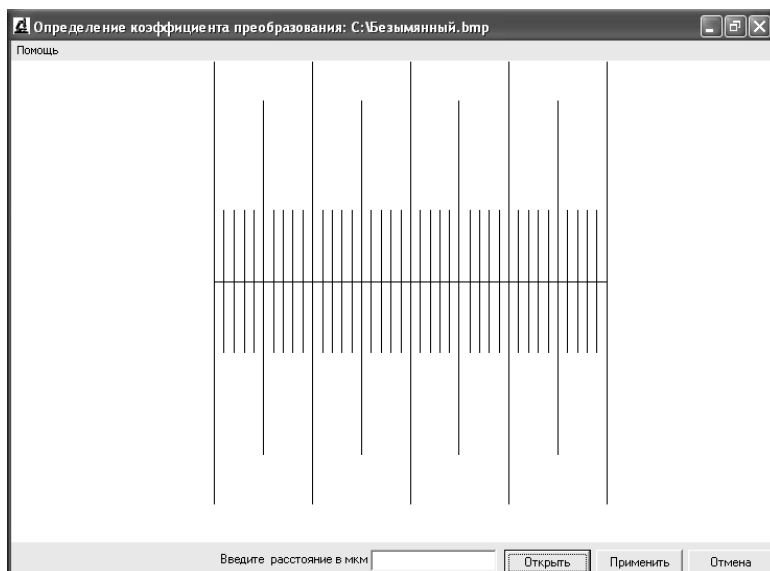 Определение коэффициента преобразования: C:\Безымянный.bmp
Помощь
Введите расстояние в мкм
Открыть Применить Отмена